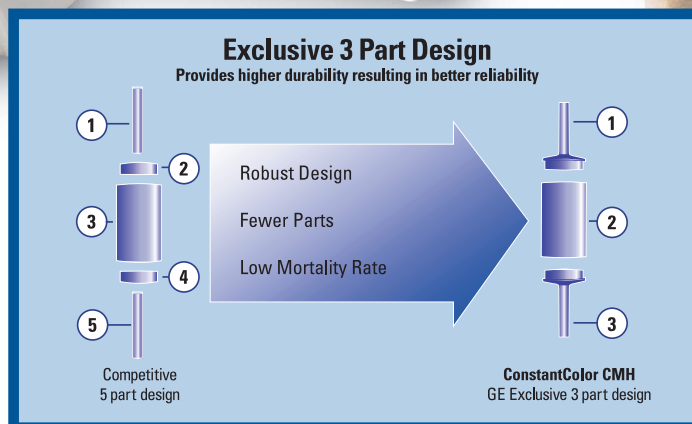 Exclusive 3 Part Design
Provides higher durability resulting in better reliability
1
2
3
4
5
Competitive
5 part design
Robust Design
Fewer Parts
Low Mortality Rate
1
2
3
ConstantColor CMH
GE Exclusive 3 part design